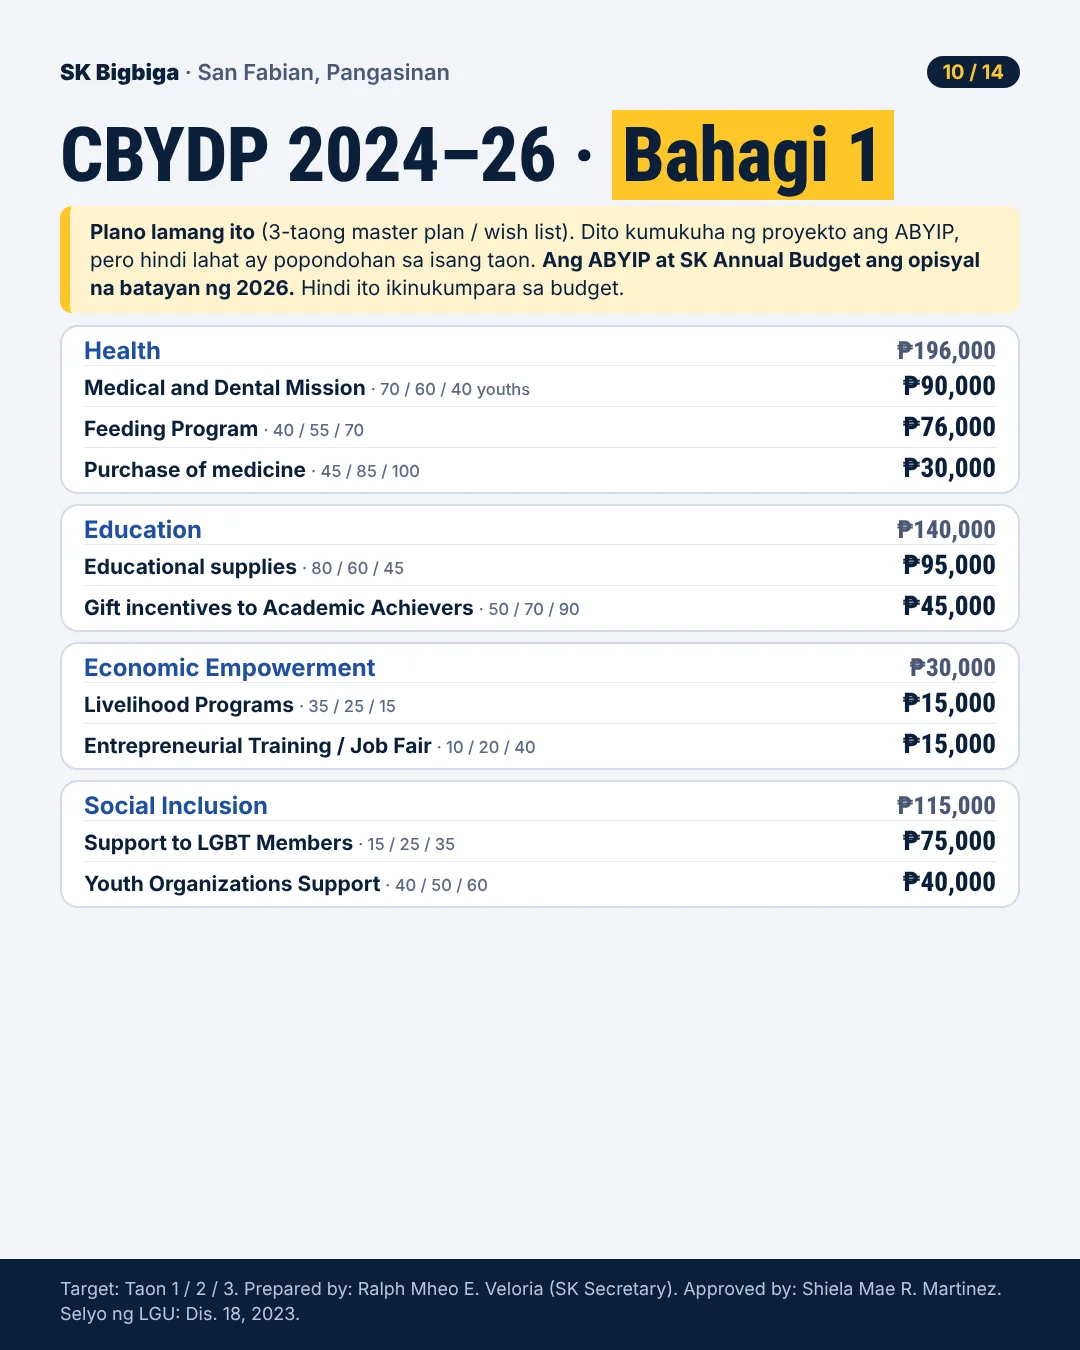 SK Bigbiga · San Fabian, Pangasinan
10 / 14
CBYDP 2024–26 · Bahagi 1
Plano lamang ito (3-taong master plan / wish list). Dito kumukuha ng proyekto ang ABYIP,
pero hindi lahat ay popondohan sa isang taon. Ang ABYIP at SK Annual Budget ang opisyal
na batayan ng 2026. Hindi ito ikinukumpara sa budget.
Health ₱196,000
Medical and Dental Mission · 70 / 60 / 40 youths ₱90,000
Feeding Program · 40 / 55 / 70 ₱76,000
Purchase of medicine · 45 / 85 / 100 ₱30,000
Education ₱140,000
Educational supplies · 80 / 60 / 45 ₱95,000
Gift incentives to Academic Achievers · 50 / 70 / 90 ₱45,000
Economic Empowerment ₱30,000
Livelihood Programs · 35 / 25 / 15 ₱15,000
Entrepreneurial Training / Job Fair · 10 / 20 / 40 ₱15,000
Social Inclusion ₱115,000
Support to LGBT Members · 15 / 25 / 35 ₱75,000
Youth Organizations Support · 40 / 50 / 60 ₱40,000
Target: Taon 1 / 2 / 3. Prepared by: Ralph Mheo E. Veloria (SK Secretary). Approved by: Shiela Mae R. Martinez.
Selyo ng LGU: Dis. 18, 2023.